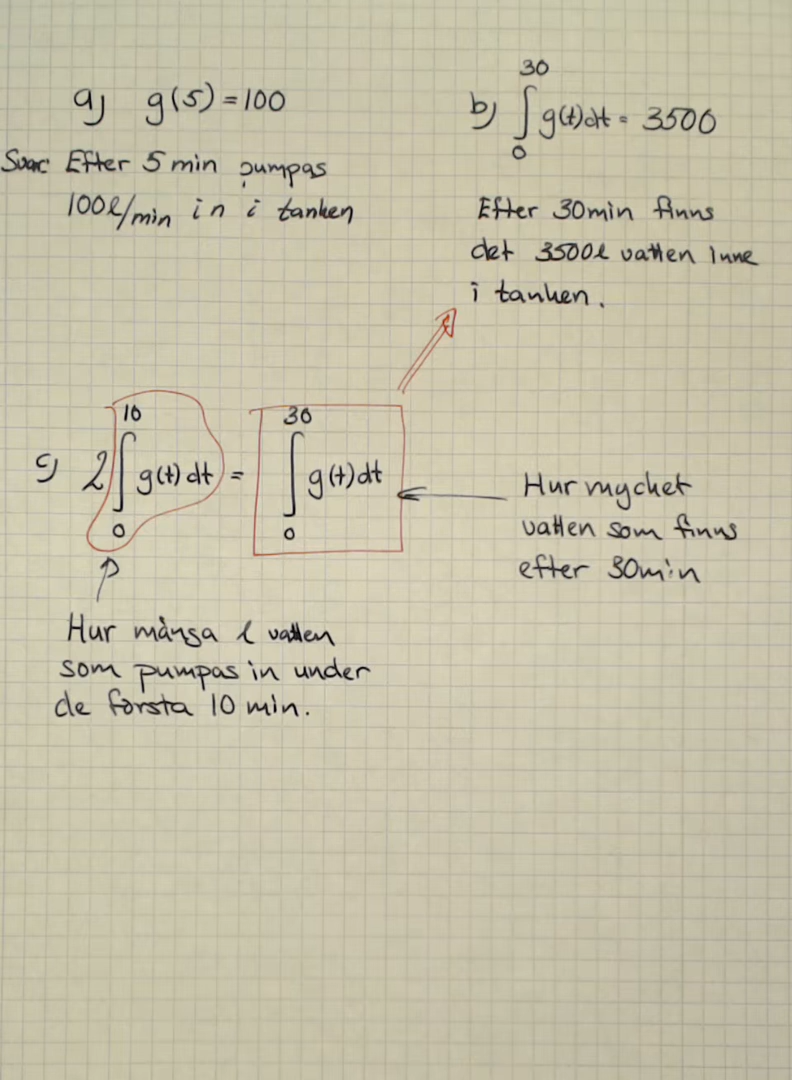 a) g(5) = 100
Svar: Efter 5 min pumpas
100l/min in i tanken
b) ∫₀³⁰ g(t)dt = 3500
Efter 30min finns
det 3500l vatten inne
i tanken.
c) 2∫₀¹⁰ g(t) dt = ∫₀³⁰ g(t)dt
Hur mycket
vatten som finns
efter 30min
Hur många l vatten
som pumpas in under
de första 10 min.